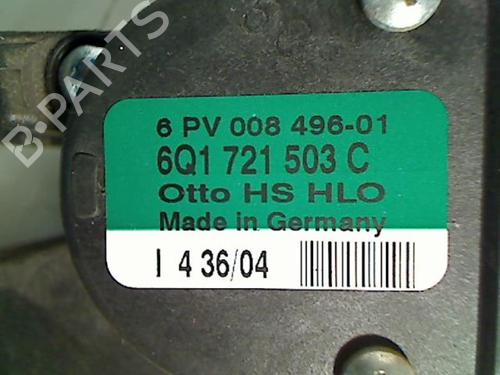 B-PARTS
6 PV 008 496-01
6Q1 721 503 C
Otto HS HLO
Made in Germany
I 4 36/04